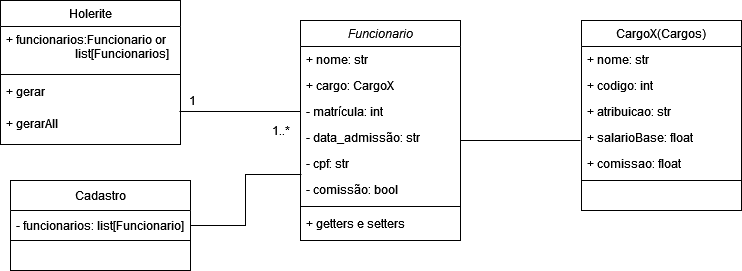 Holerite
+ funcionarios:Funcionario or
list[Funcionarios]
+ gerar
+ gerarAll
1
1..*
Funcionario
+ nome: str
+ cargo: CargoX
- matrícula: int
- data_admissão: str
- cpf: str
- comissão: bool
+ getters e setters
CargoX(Cargos)
+ nome: str
+ codigo: int
+ atribuicao: str
+ salarioBase: float
+ comissao: float
Cadastro
- funcionarios: list[Funcionario]